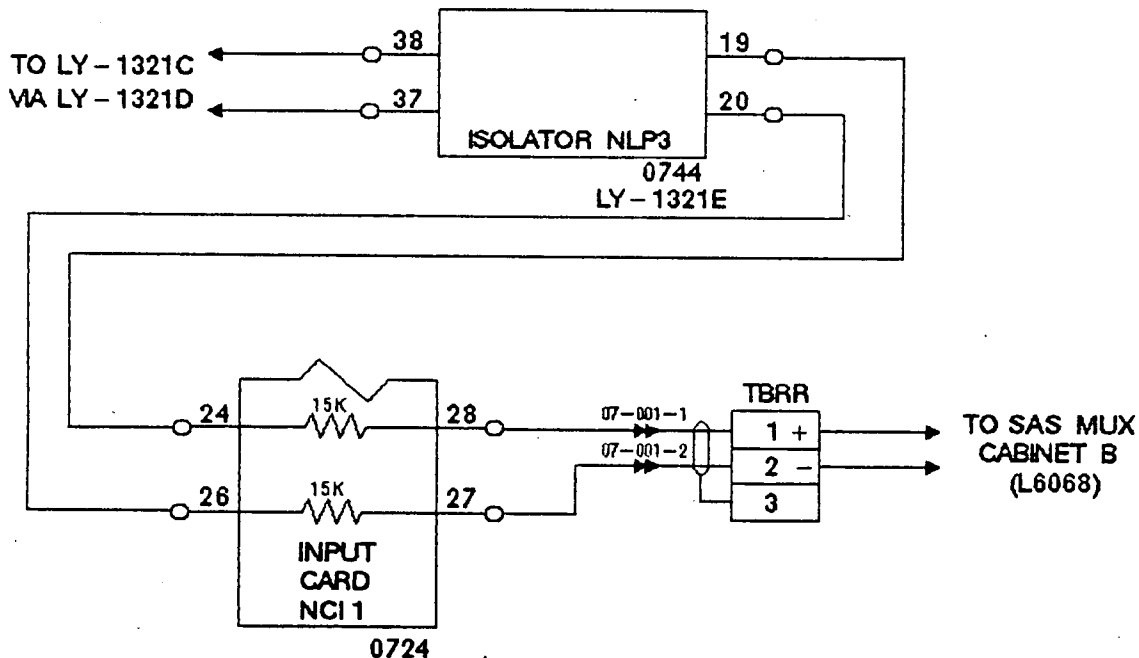 38
19
TO LY-1321C
VIA LY-1321D
37
20
ISOLATOR NLP3
0744
LY-1321E
TBRR
24
15K
28
07-001-1
1 +
TO SAS MUX
CABINET B
(L6068)
07-001-2
2 -
26
15K
27
3
INPUT
CARD
NCI 1
0724